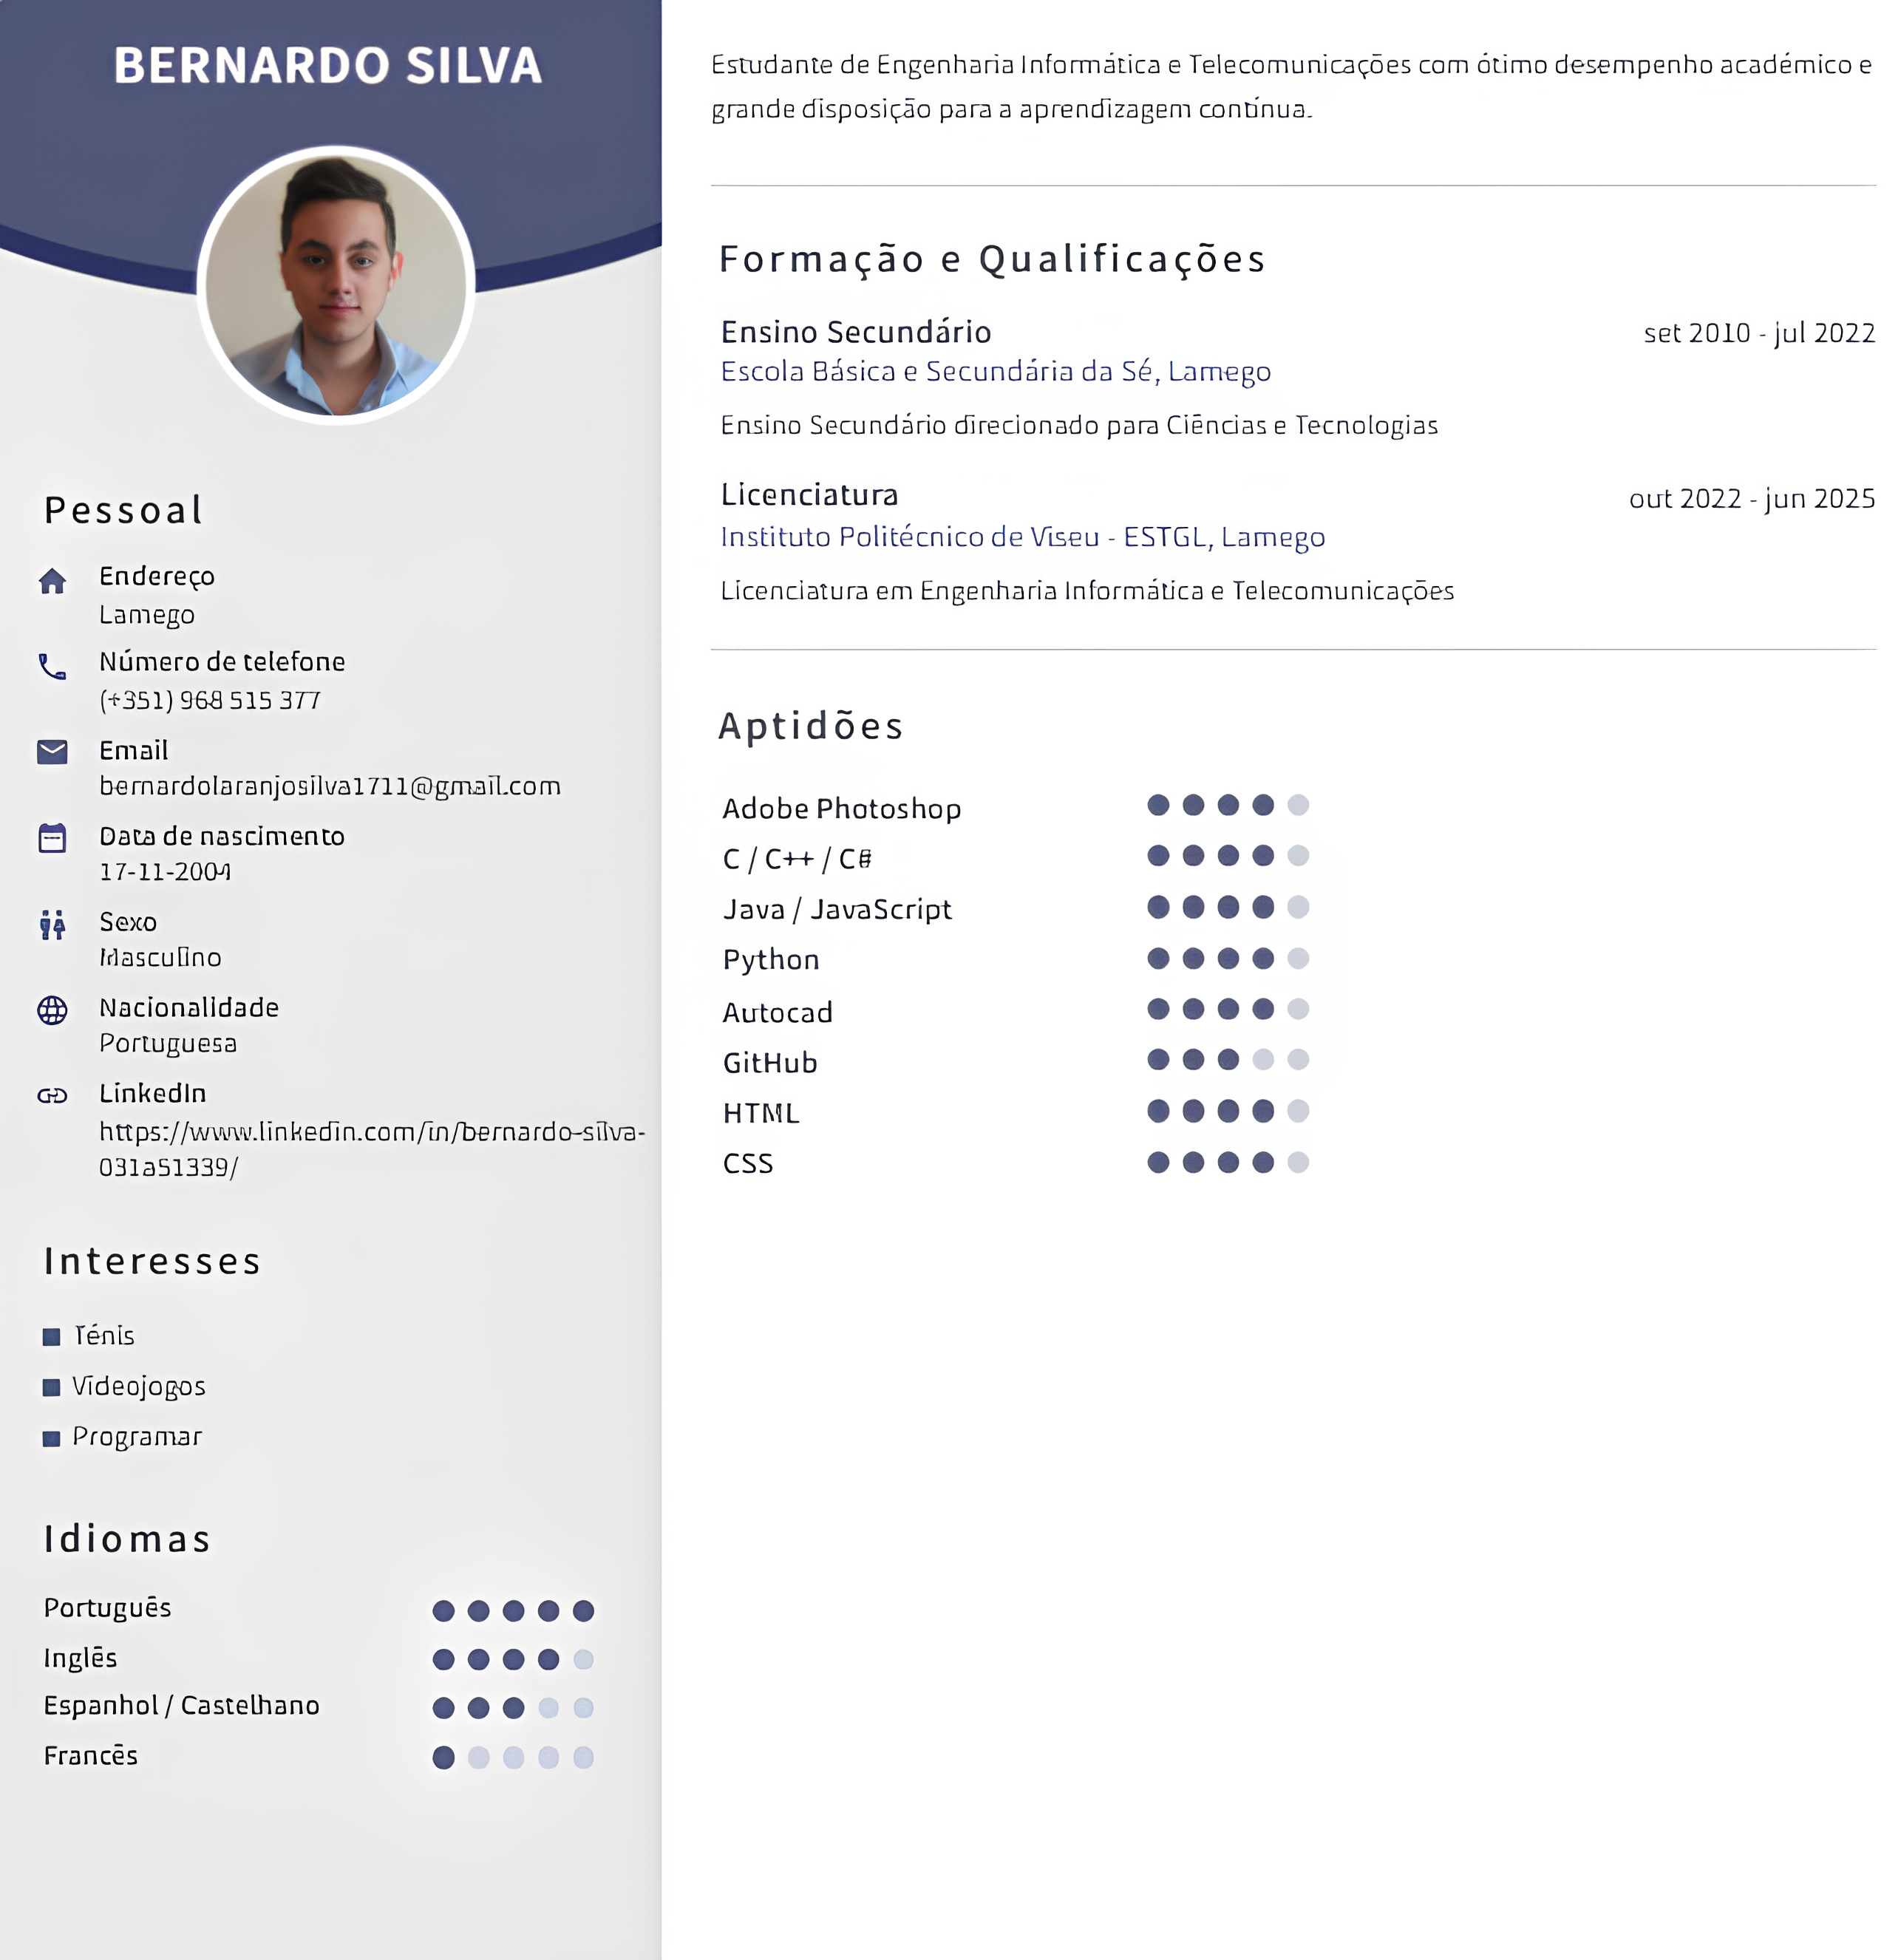 BERNARDO SILVA
Pessoal
Endereço
Lamego
Número de telefone
(+351) 968 515 377
Email
bernardolaranjosilva1711@gmail.com
Data de nascimento
17-11-2004
Sexo
Masculino
Nacionalidade
Portuguesa
LinkedIn
https://www.linkedin.com/in/bernardo-silva-
031a51339/
Interesses
Ténis
Videojogos
Programar
Idiomas
Português
Inglês
Espanhol / Castelhano
Francês
Estudante de Engenharia Informática e Telecomunicações com ótimo desempenho académico e
grande disposição para a aprendizagem contínua.
Formação e Qualificações
Ensino Secundário set 2010 - jul 2022
Escola Básica e Secundária da Sé, Lamego
Ensino Secundário direcionado para Ciências e Tecnologias
Licenciatura out 2022 - jun 2025
Instituto Politécnico de Viseu - ESTGL, Lamego
Licenciatura em Engenharia Informática e Telecomunicações
Aptidões
Adobe Photoshop
C / C++ / C#
Java / JavaScript
Python
Autocad
GitHub
HTML
CSS